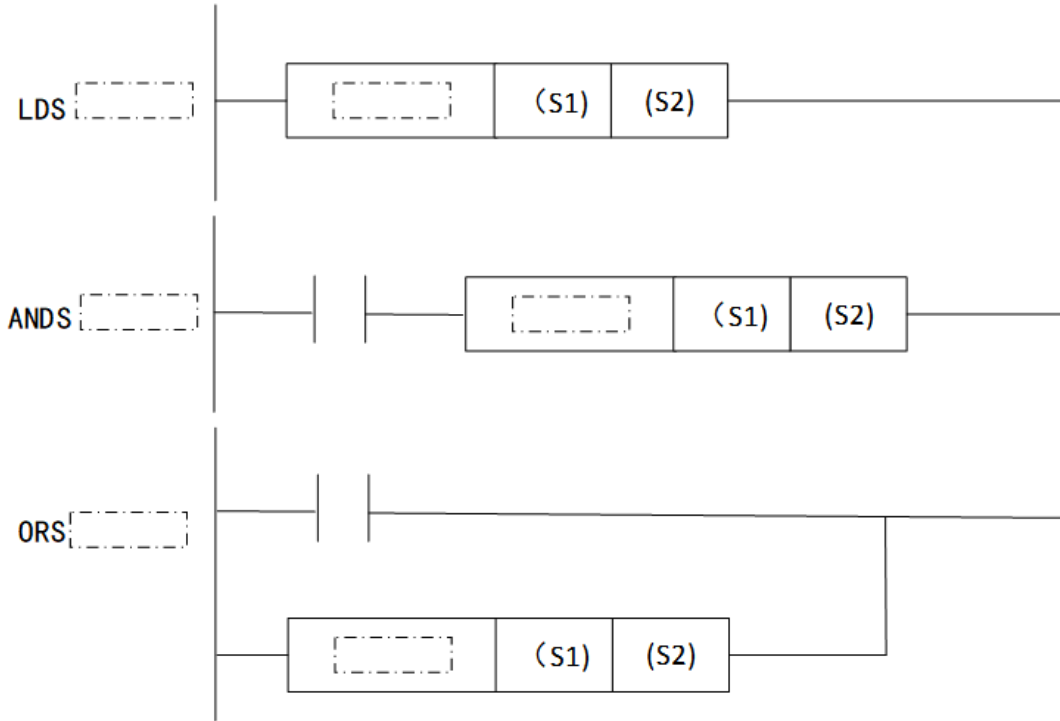 LDS （S1) (S2)
ANDS （S1) (S2)
ORS
（S1) (S2)